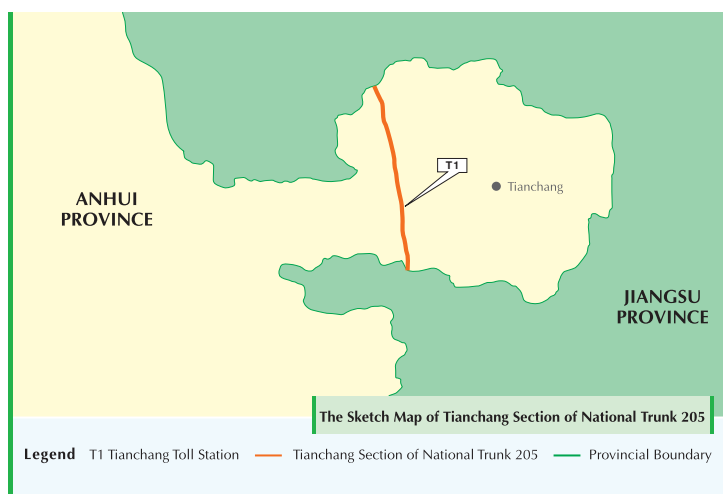 T1
Tianchang
ANHUI
PROVINCE
JIANGSU
PROVINCE
The Sketch Map of Tianchang Section of National Trunk 205
Legend T1 Tianchang Toll Station Tianchang Section of National Trunk 205 Provincial Boundary